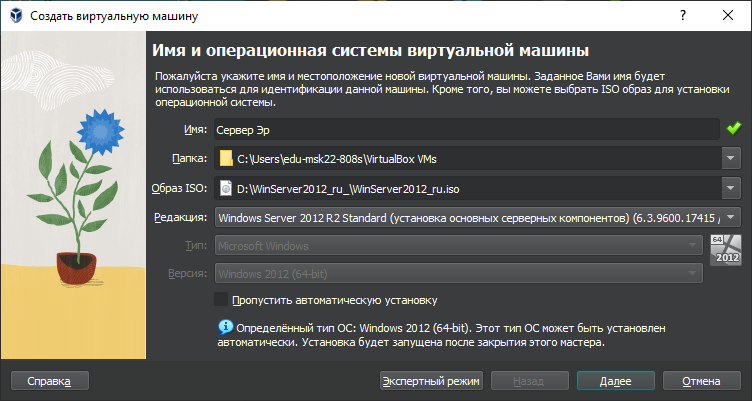 Создать виртуальную машину
?
Имя и операционная системы виртуальной машины
Пожалуйста укажите имя и местоположение новой виртуальной машины. Заданное Вами имя будет
использоваться для идентификации данной машины. Кроме того, вы можете выбрать ISO образ для установки
операционной системы.
Имя: Сервер Эр
Папка: C:\Users\edu-msk22-808s\VirtualBox VMs
Образ ISO: D:\WinServer2012_ru_\WinServer2012_ru.iso
Редакция: Windows Server 2012 R2 Standard (установка основных серверных компонентов) (6.3.9600.17415 /
Тип: Microsoft Windows
64
2012
Версия: Windows 2012 (64-bit)
Пропустить автоматическую установку
Определённый тип ОС: Windows 2012 (64-bit). Этот тип ОС может быть установлен
автоматически. Установка будет запущена после закрытия этого мастера.
Справка Экспертный режим Назад Далее Отмена